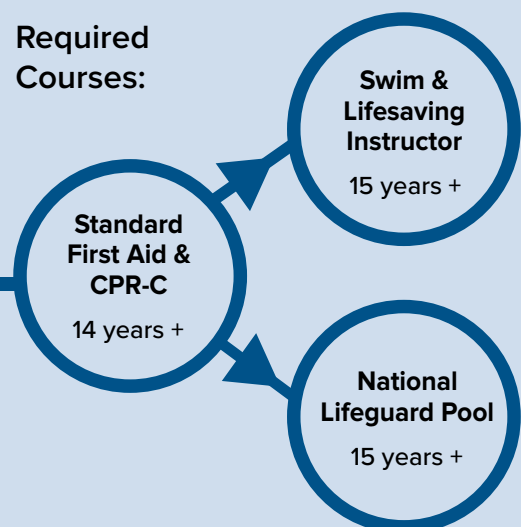 Required
Courses:
Swim &
Lifesaving
Instructor
15 years +
Standard
First Aid &
CPR-C
14 years +
National
Lifeguard Pool
15 years +